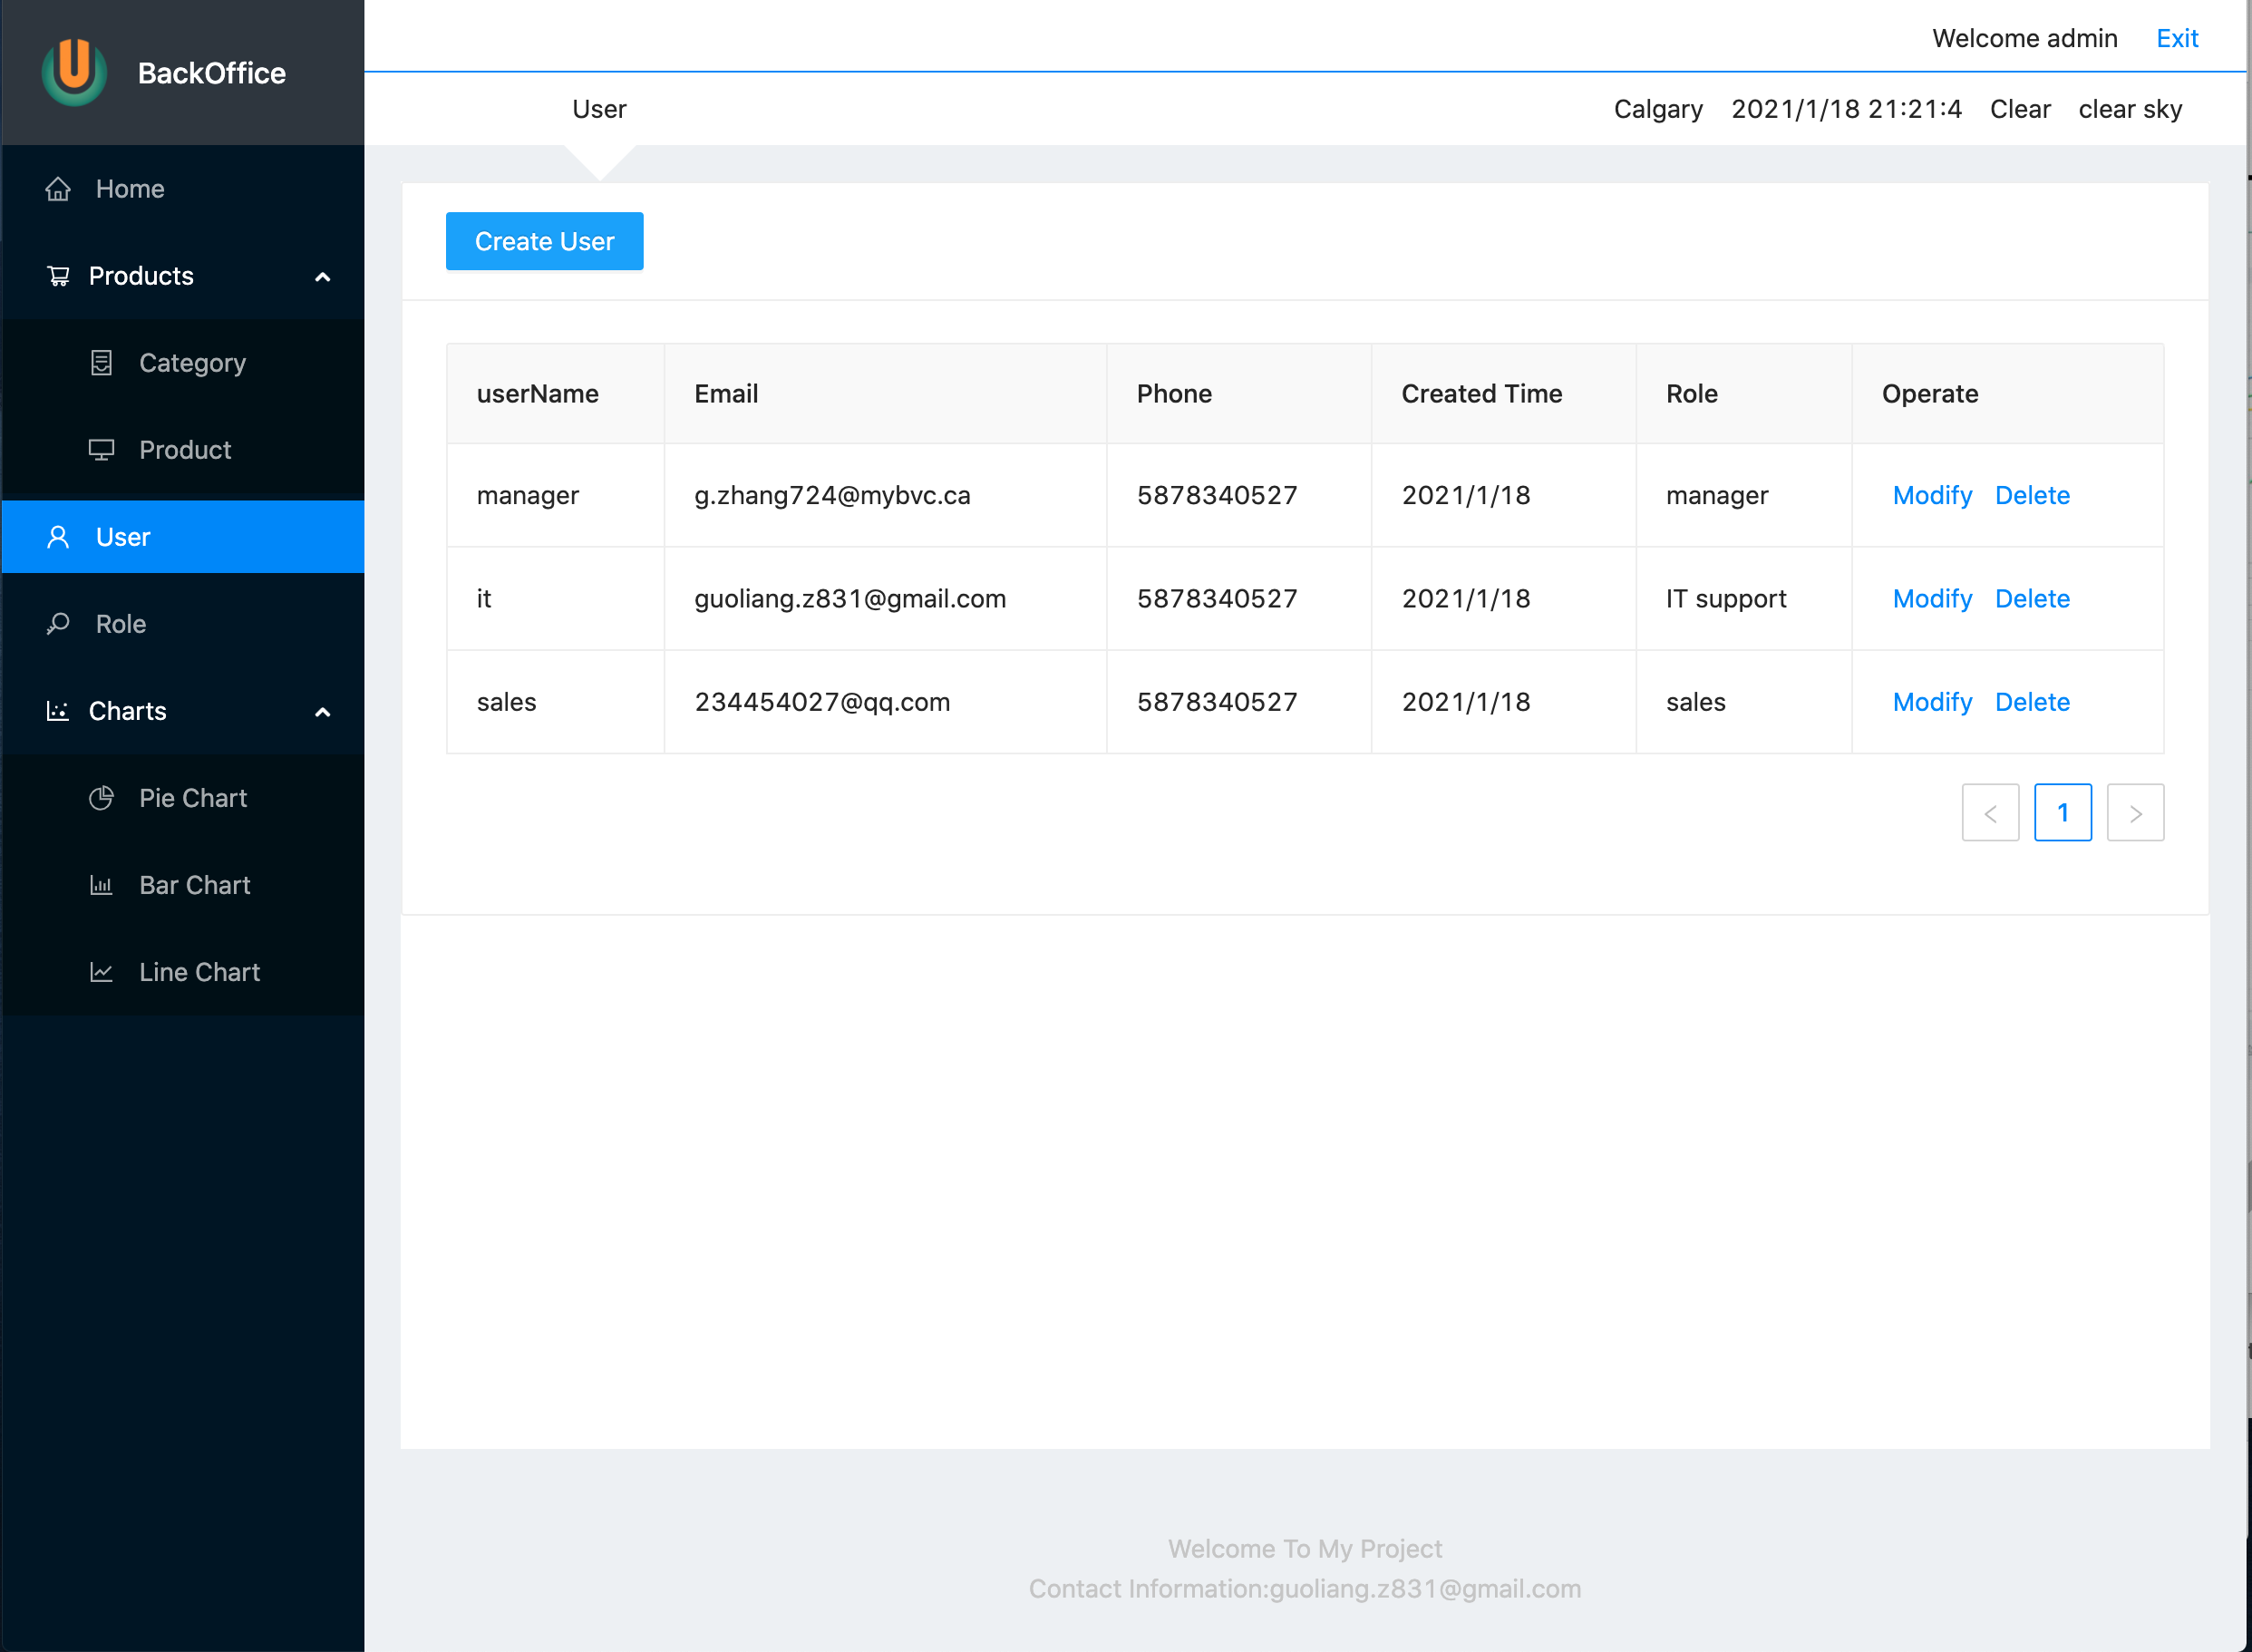 BackOffice
Welcome admin Exit
User Calgary 2021/1/18 21:21:4 Clear clear sky
Home
Products
Category
Product
User
Role
Charts
Pie Chart
Bar Chart
Line Chart
Create User
userName Email Phone Created Time Role Operate
manager g.zhang724@mybvc.ca 5878340527 2021/1/18 manager Modify Delete
it guoliang.z831@gmail.com 5878340527 2021/1/18 IT support Modify Delete
sales 234454027@qq.com 5878340527 2021/1/18 sales Modify Delete
< 1 >
Welcome To My Project
Contact Information:guoliang.z831@gmail.com